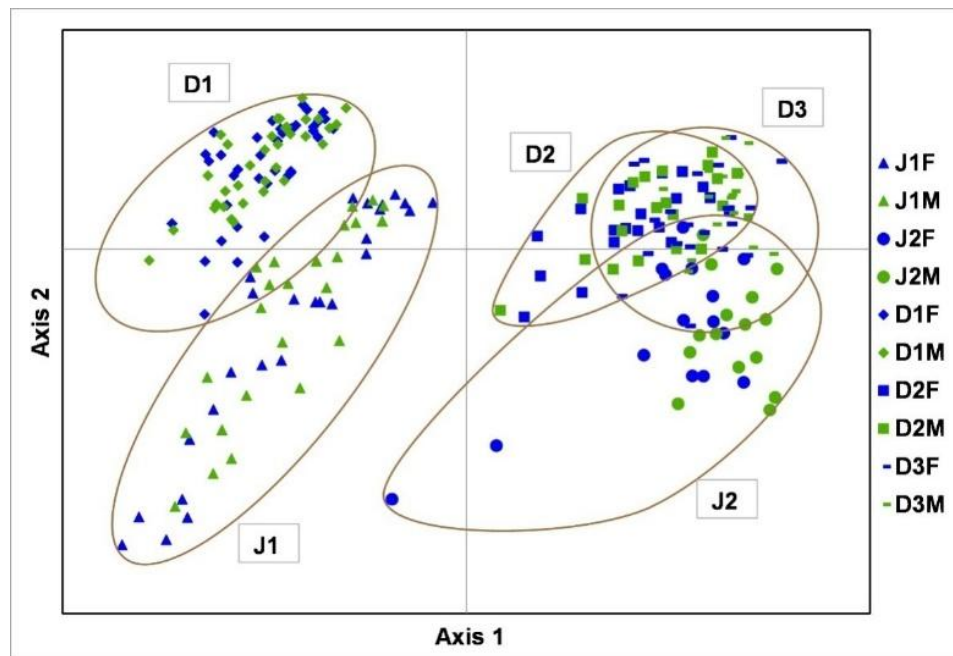 D1
D3
D2
J1F
J1M
J2F
J2M
D1F
D1M
D2F
D2M
D3F
D3M
Axis 2
J2
J1
Axis 1